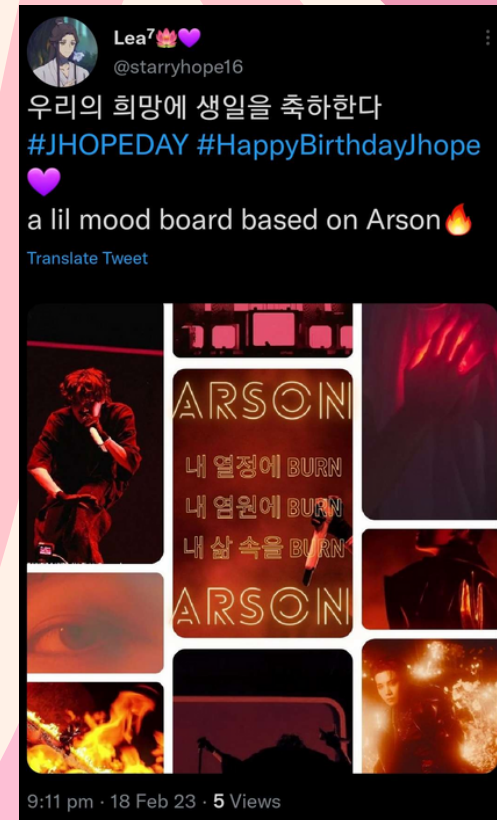 Lea⁷🪷💜
@starryhope16
우리의 희망에 생일을 축하한다
#JHOPEDAY #HappyBirthdayJhope
💜
a lil mood board based on Arson🔥
Translate Tweet
ARSON
내 열정에 BURN
내 염원에 BURN
내 삶 속을 BURN
ARSON
9:11 pm · 18 Feb 23 · 5 Views